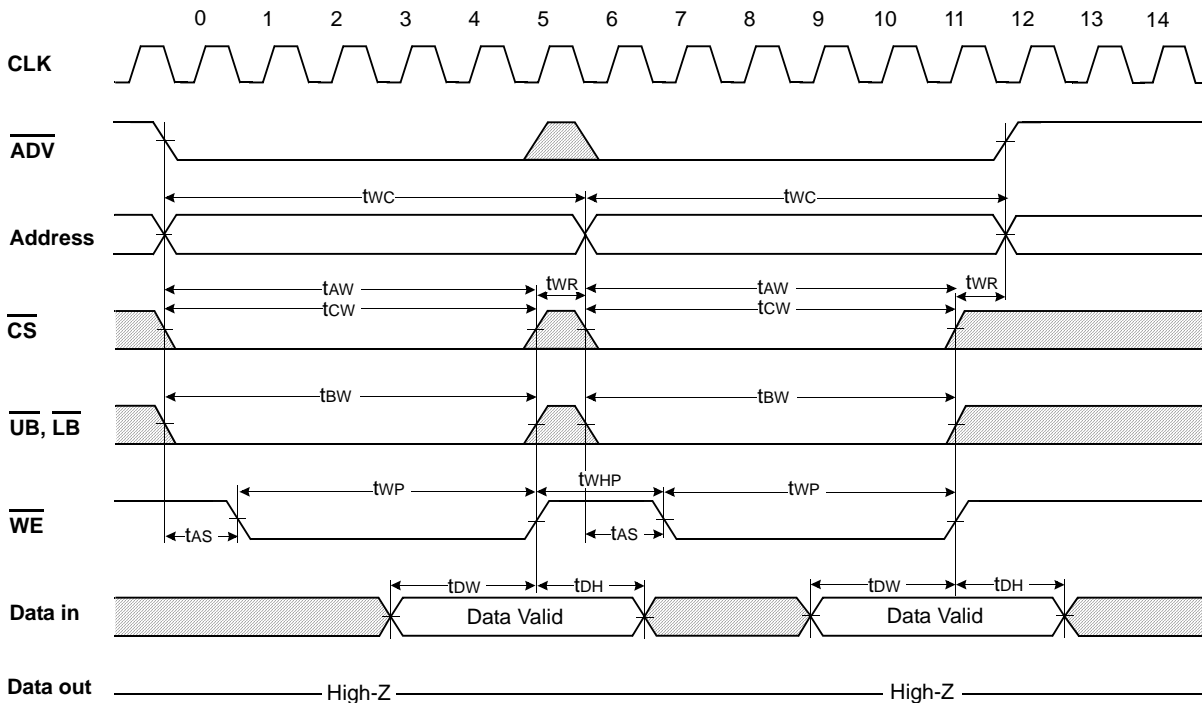 0 1 2 3 4 5 6 7 8 9 10 11 12 13 14
CLK
ADV
tWC tWC
Address
tAW tWR tAW tWR
tCW tCW
CS
tBW tBW
UB, LB
tWP tWHP tWP
WE
tAS tAS
tDW tDH tDW tDH
Data in Data Valid Data Valid
Data out High-Z High-Z